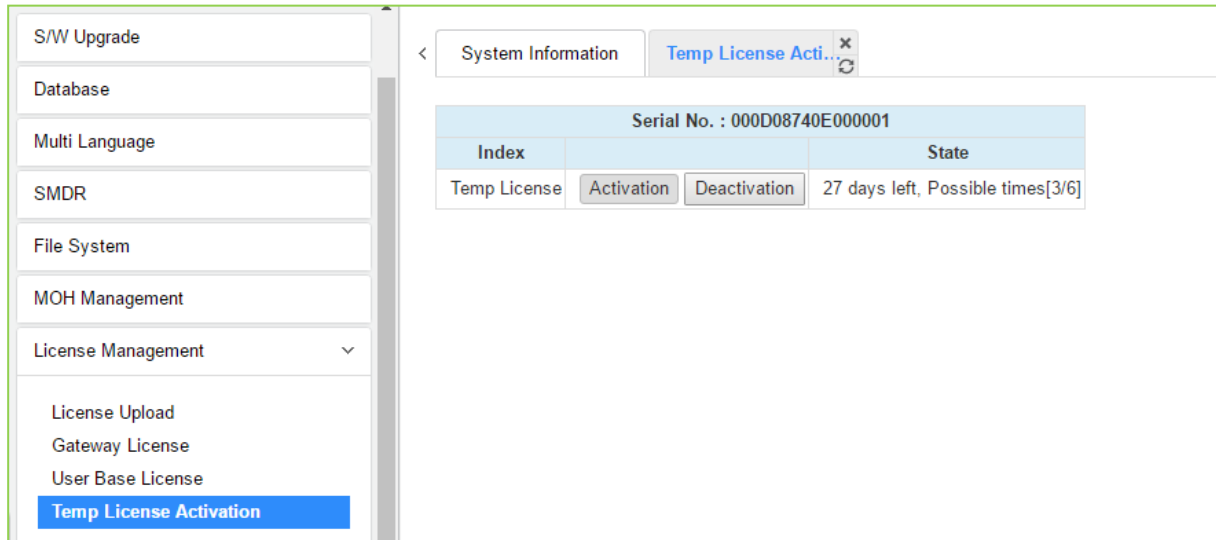 S/W Upgrade
Database
Multi Language
SMDR
File System
MOH Management
License Management
License Upload
Gateway License
User Base License
Temp License Activation
System Information
Temp License Acti...
Serial No. : 000D08740E000001
Index State
Temp License Activation Deactivation 27 days left, Possible times[3/6]